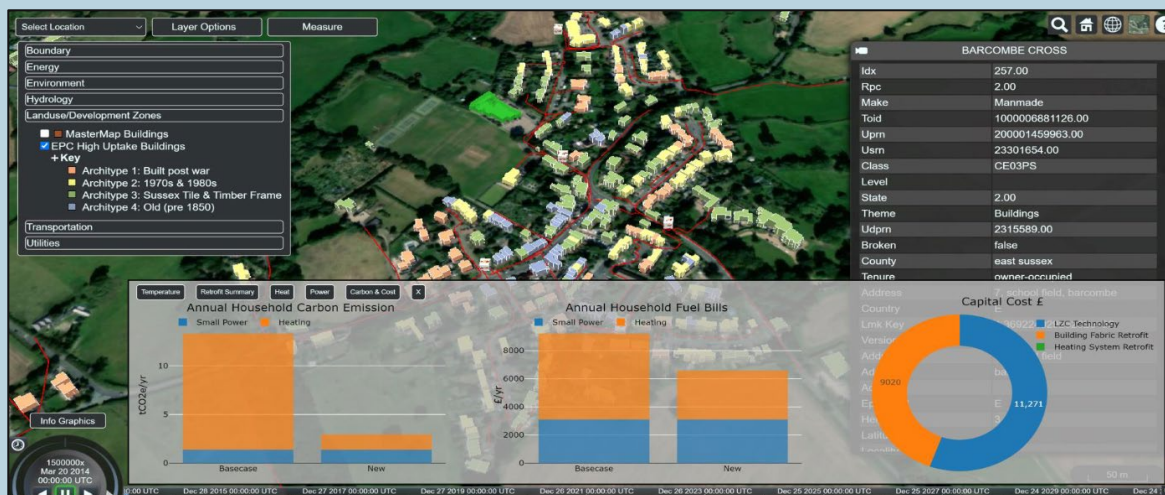 Select Location
Layer Options
Measure
Boundary
Energy
Environment
Hydrology
Landuse/Development Zones
MasterMap Buildings
EPC High Uptake Buildings
+ Key
Architype 1: Built post war
Architype 2: 1970s & 1980s
Architype 3: Sussex Tile & Timber Frame
Architype 4: Old (pre 1850)
Transportation
Utilities
BARCOMBE CROSS
Idx 257.00
Rpc 2.00
Make Manmade
Toid 1000006881126.00
Uprn 200001459963.00
Usrn 23301654.00
Class CE03PS
Level
State 2.00
Theme Buildings
Udprn 2315589.00
Broken false
County east sussex
Tenure owner-occupied
Address 7, school field, barcombe
Country E
Lmk Key
Temperature
Retrofit Summary
Heat
Power
Carbon & Cost
X
Annual Household Carbon Emission
Small Power
Heating
tCO2e/yr
10
5
0
Basecase
New
Annual Household Fuel Bills
Small Power
Heating
£/yr
8000
6000
4000
2000
0
Basecase
New
Capital Cost £
LZC Technology
Building Fabric Retrofit
Heating System Retrofit
9020
11,271
50 m
Info Graphics
1500000x
Mar 20 2014
00:00:00 UTC
Dec 28 2015 00:00:00 UTC
Dec 27 2017 00:00:00 UTC
Dec 27 2019 00:00:00 UTC
Dec 26 2021 00:00:00 UTC
Dec 26 2023 00:00:00 UTC
Dec 25 2025 00:00:00 UTC
Dec 25 2027 00:00:00 UTC
Dec 24 2029 00:00:00 UTC